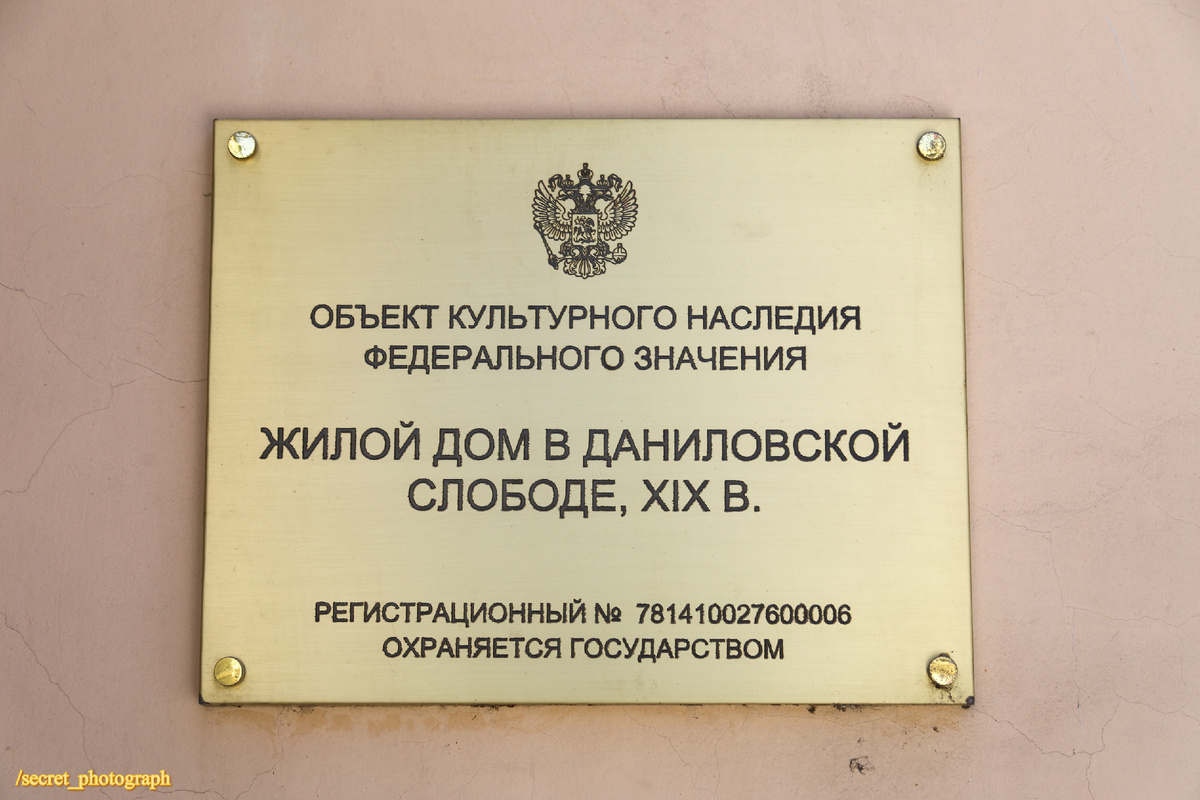 ОБЪЕКТ КУЛЬТУРНОГО НАСЛЕДИЯ
ФЕДЕРАЛЬНОГО ЗНАЧЕНИЯ
ЖИЛОЙ ДОМ В ДАНИЛОВСКОЙ
СЛОБОДЕ, XIX В.
РЕГИСТРАЦИОННЫЙ № 781410027600006
ОХРАНЯЕТСЯ ГОСУДАРСТВОМ
/secret_photograph